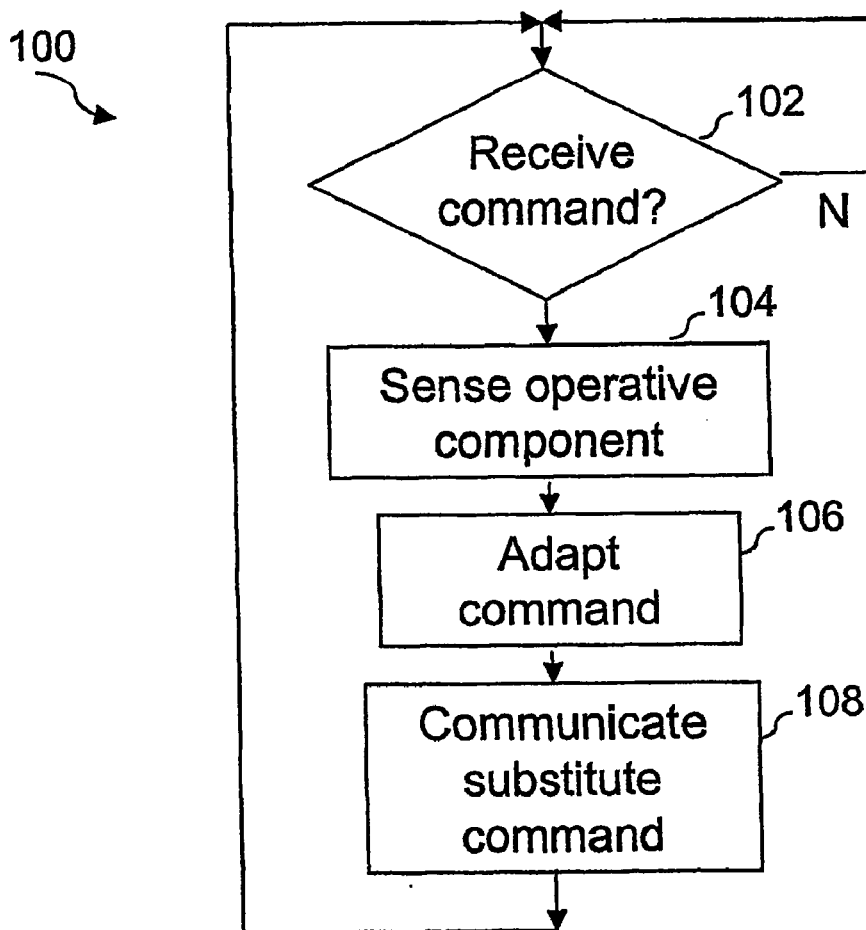 100
102
Receive
command?
N
104
Sense operative
component
106
Adapt
command
108
Communicate
substitute
command